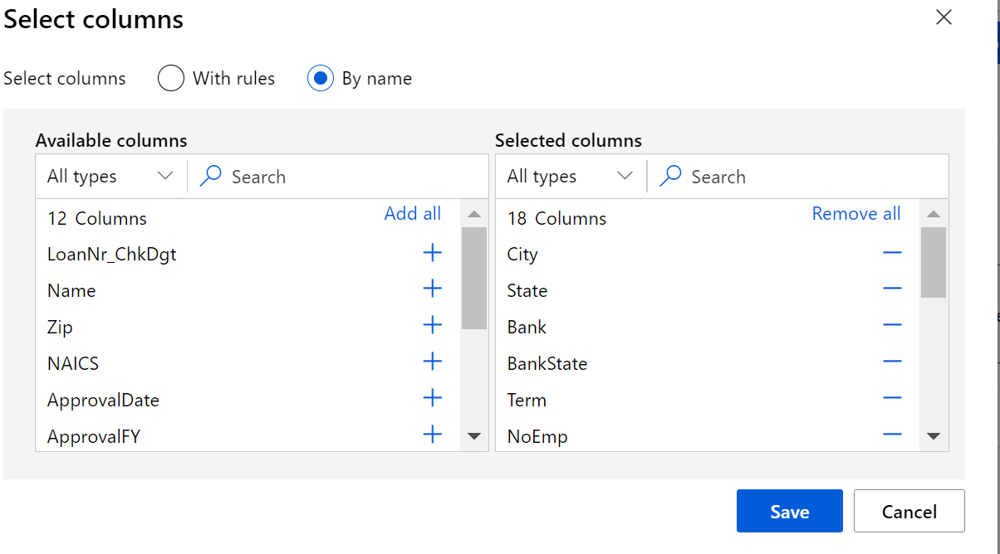 Select columns
Select columns With rules By name
Available columns
All types Search
12 Columns Add all
LoanNr_ChkDgt
Name
Zip
NAICS
ApprovalDate
ApprovalFY
Selected columns
All types Search
18 Columns Remove all
City
State
Bank
BankState
Term
NoEmp
Save Cancel